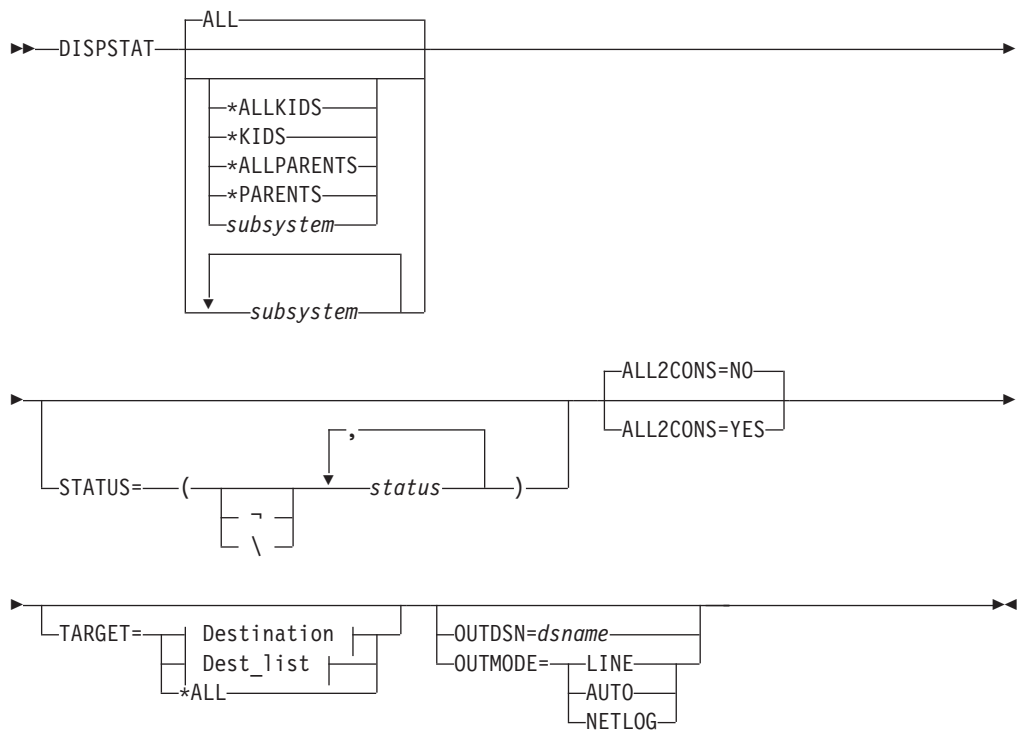 ALL
DISPSTAT
*ALLKIDS
*KIDS
*ALLPARENTS
*PARENTS
subsystem
subsystem
ALL2CONS=NO
ALL2CONS=YES
,
STATUS= ( status )
¬
\
TARGET= Destination
Dest_list
*ALL
OUTDSN=dsname
OUTMODE= LINE
AUTO
NETLOG